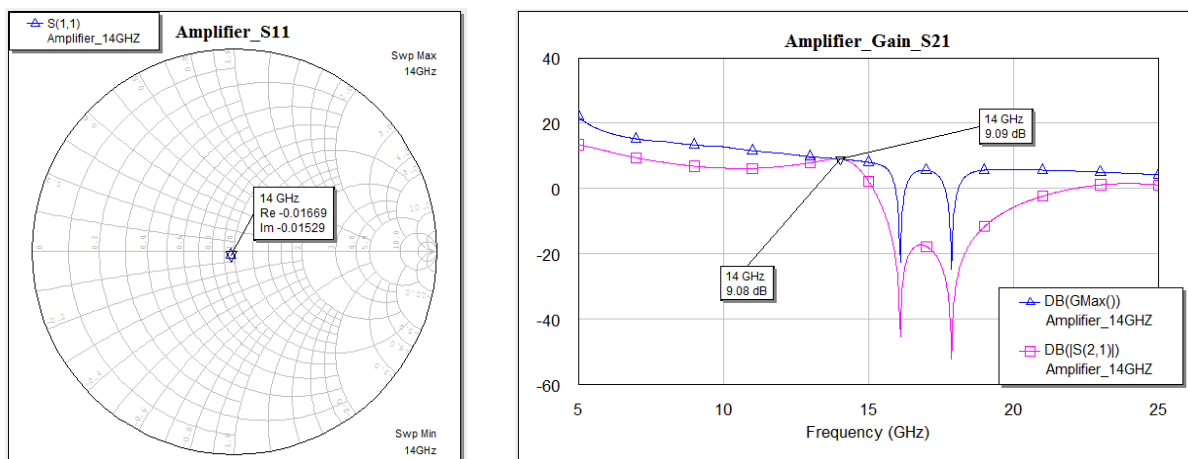 S(1,1)
Amplifier_14GHZ
Amplifier_S11
Swp Max
14GHz
14 GHz
Re -0.01669
Im -0.01529
Swp Min
14GHz
Amplifier_Gain_S21
40
20
0
-20
-40
-60
14 GHz
9.09 dB
14 GHz
9.08 dB
DB(GMax())
Amplifier_14GHZ
DB(|S(2,1)|)
Amplifier_14GHZ
5
10
15
20
25
Frequency (GHz)